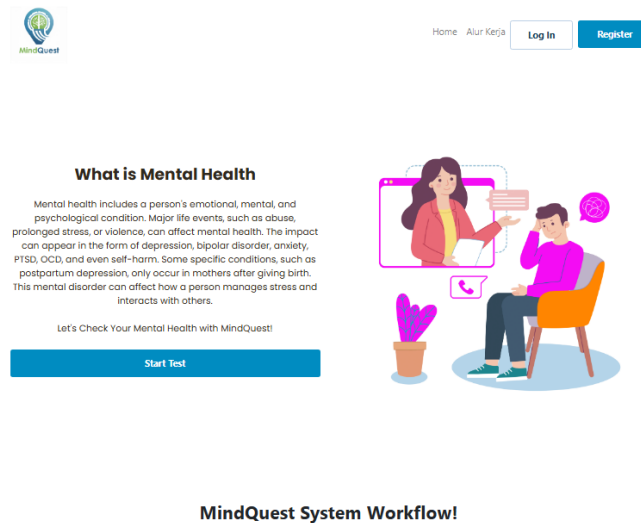 MindQuest
Home Alur Kerja Log In Register
What is Mental Health
Mental health includes a person's emotional, mental, and
psychological condition. Major life events, such as abuse,
prolonged stress, or violence, can affect mental health. The impact
can appear in the form of depression, bipolar disorder, anxiety,
PTSD, OCD, and even self-harm. Some specific conditions, such as
postpartum depression, only occur in mothers after giving birth.
This mental disorder can affect how a person manages stress and
interacts with others.
Let's Check Your Mental Health with MindQuest!
Start Test
MindQuest System Workflow!